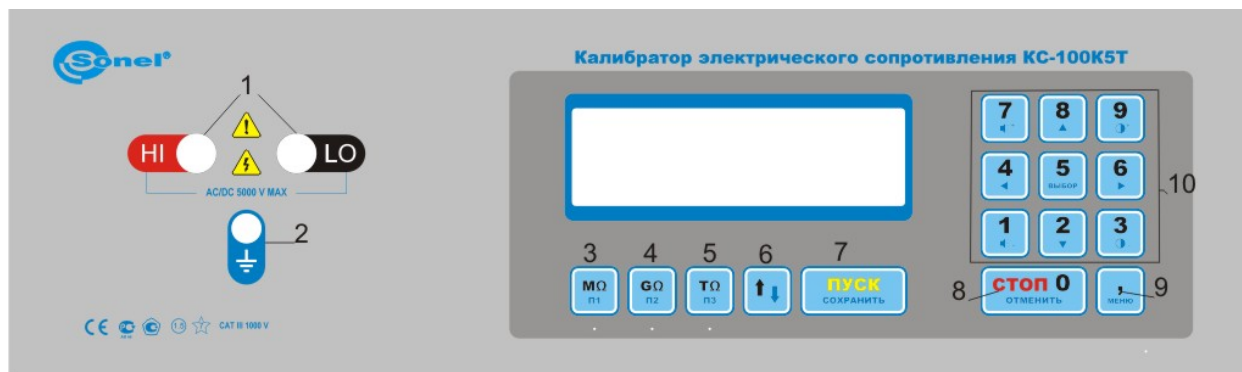 Sonel®
Калибратор электрического сопротивления КС-100К5Т
1
HI
LO
AC/DC 5000 V MAX
2
3 4 5 6 7
MΩ
П1
GΩ
П2
TΩ
П3
ПУСК
СОХРАНИТЬ
7 8 9
4 5 6
ВЫБОР
10
1 2 3
8
СТОП 0
ОТМЕНИТЬ
,
МЕНЮ
9
CE
CAT III 1000 V